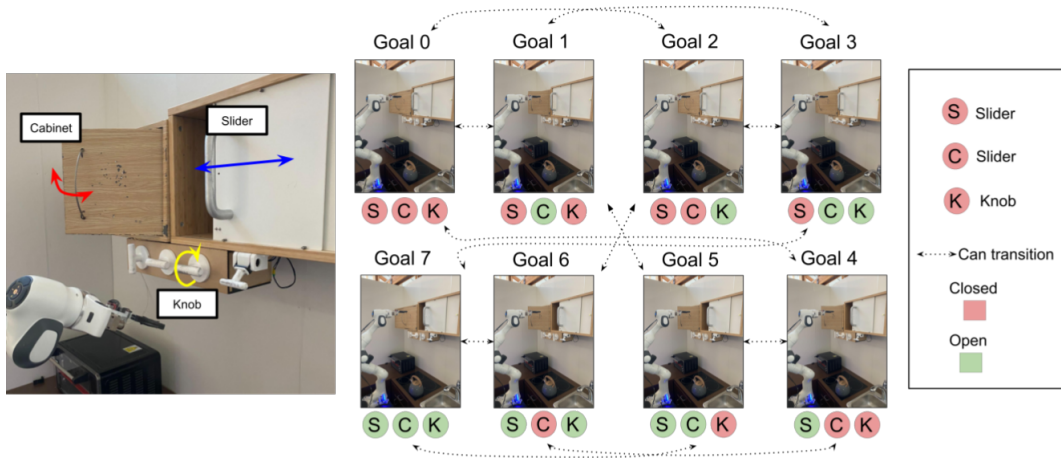 Cabinet
Slider
Knob
Goal 0
Goal 1
Goal 2
Goal 3
S C K
S C K
S C K
S C K
Goal 7
Goal 6
Goal 5
Goal 4
S C K
S C K
S C K
S C K
S Slider
C Slider
K Knob
Can transition
Closed
Open